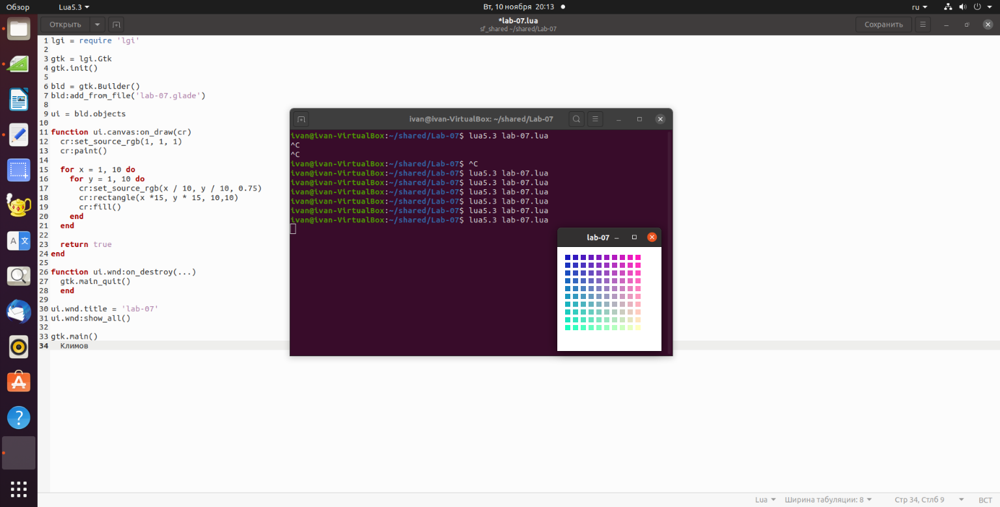 Обзор
Lua5.3
Вт, 10 ноября 20:13
ru
Открыть
*lab-07.lua
sf_shared ~/shared/Lab-07
Сохранить
1 lgi = require 'lgi'
2
3 gtk = lgi.Gtk
4 gtk.init()
5
6 bld = gtk.Builder()
7 bld:add_from_file('lab-07.glade')
8
9 ui = bld.objects
10
11 function ui.canvas:on_draw(cr)
12   cr:set_source_rgb(1, 1, 1)
13   cr:paint()
14
15   for x = 1, 10 do
16     for y = 1, 10 do
17       cr:set_source_rgb(x / 10, y / 10, 0.75)
18       cr:rectangle(x *15, y * 15, 10,10)
19       cr:fill()
20     end
21   end
22
23   return true
24 end
25
26 function ui.wnd:on_destroy(...)
27   gtk.main_quit()
28   end
29
30 ui.wnd.title = 'lab-07'
31 ui.wnd:show_all()
32
33 gtk.main()
34   Климов
ivan@ivan-VirtualBox: ~/shared/Lab-07
ivan@ivan-VirtualBox:~/shared/Lab-07$ lua5.3 lab-07.lua
^C
^C
ivan@ivan-VirtualBox:~/shared/Lab-07$ ^C
ivan@ivan-VirtualBox:~/shared/Lab-07$ lua5.3 lab-07.lua
ivan@ivan-VirtualBox:~/shared/Lab-07$ lua5.3 lab-07.lua
ivan@ivan-VirtualBox:~/shared/Lab-07$ lua5.3 lab-07.lua
ivan@ivan-VirtualBox:~/shared/Lab-07$ lua5.3 lab-07.lua
ivan@ivan-VirtualBox:~/shared/Lab-07$ lua5.3 lab-07.lua
ivan@ivan-VirtualBox:~/shared/Lab-07$ lua5.3 lab-07.lua
lab-07
A 文
?
Lua
Ширина табуляции: 8
Стр 34, Стлб 9
ВСТ